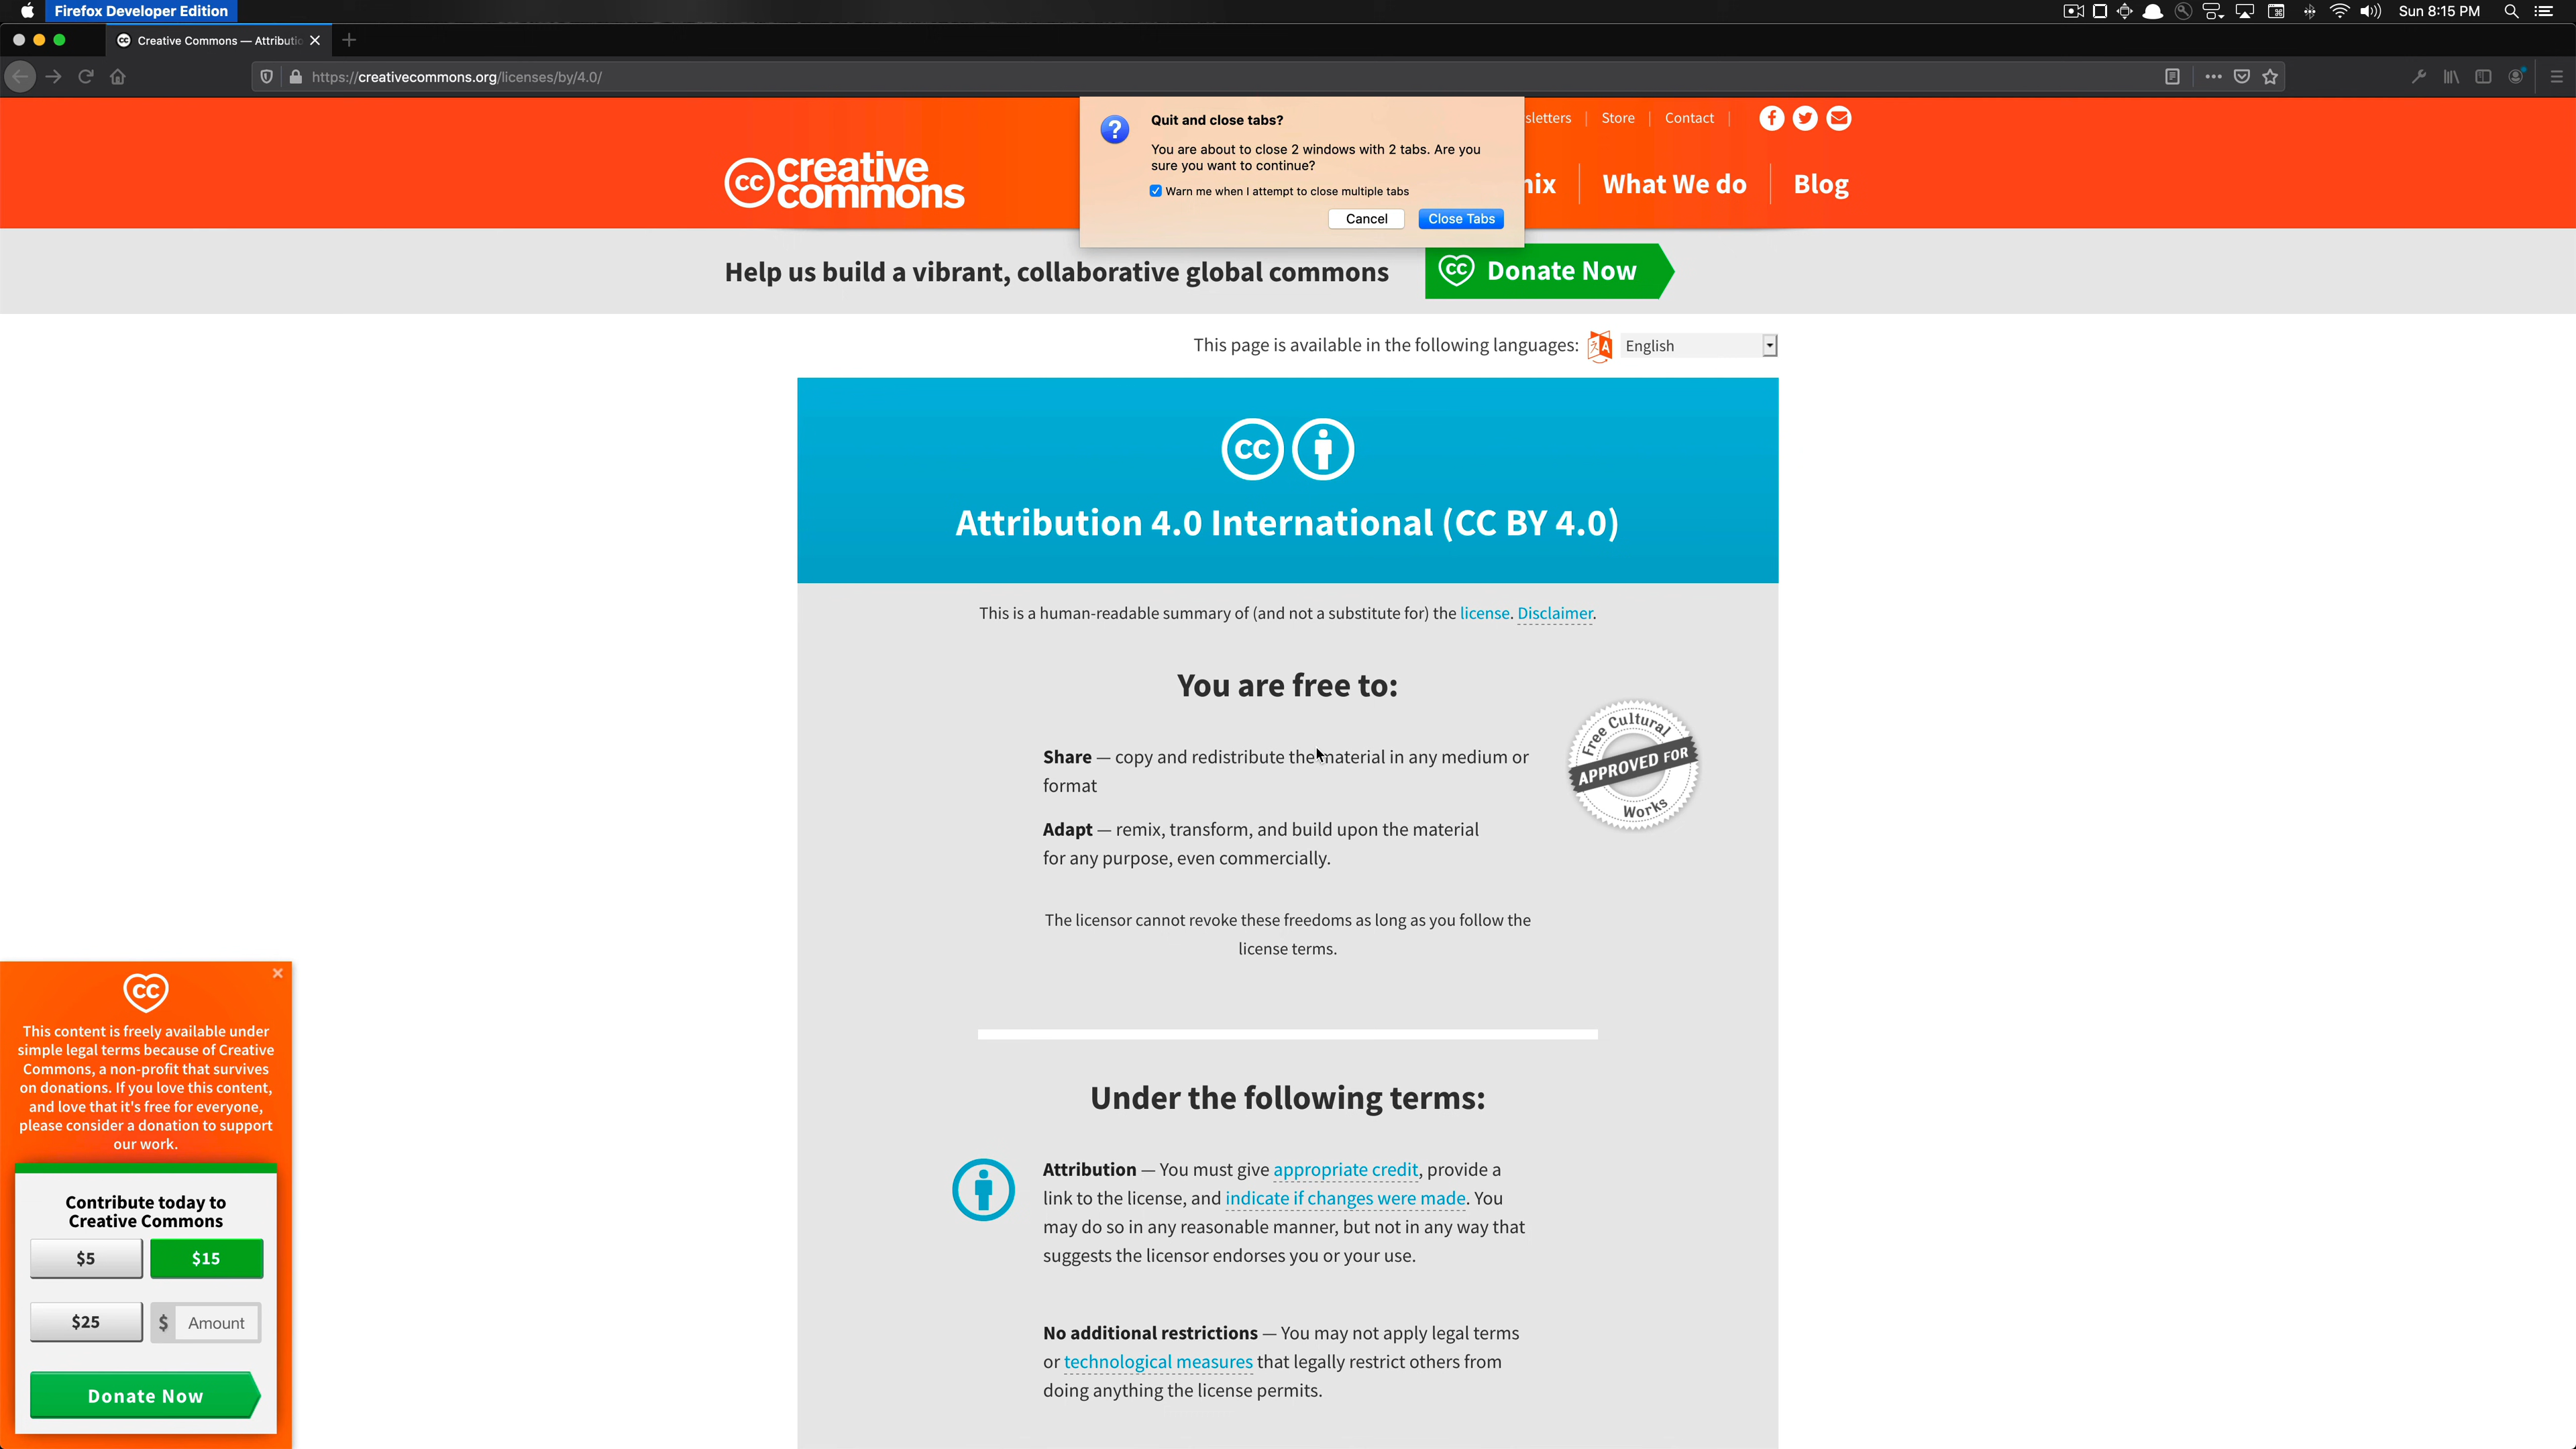 Firefox Developer Edition
Sun 8:15 PM
Creative Commons — Attributio
https://creativecommons.org/licenses/by/4.0/
Quit and close tabs?
You are about to close 2 windows with 2 tabs. Are you
sure you want to continue?
Warn me when I attempt to close multiple tabs
Cancel
Close Tabs
sletters
Store
Contact
cc creative
commons
nix
What We do
Blog
Help us build a vibrant, collaborative global commons
cc Donate Now
This page is available in the following languages:
English
cc
Attribution 4.0 International (CC BY 4.0)
This is a human-readable summary of (and not a substitute for) the license. Disclaimer.
You are free to:
Share — copy and redistribute the material in any medium or
format
Adapt — remix, transform, and build upon the material
for any purpose, even commercially.
Free Cultural
APPROVED FOR
Works
The licensor cannot revoke these freedoms as long as you follow the
license terms.
Under the following terms:
Attribution — You must give appropriate credit, provide a
link to the license, and indicate if changes were made. You
may do so in any reasonable manner, but not in any way that
suggests the licensor endorses you or your use.
No additional restrictions — You may not apply legal terms
or technological measures that legally restrict others from
doing anything the license permits.
cc
This content is freely available under
simple legal terms because of Creative
Commons, a non-profit that survives
on donations. If you love this content,
and love that it's free for everyone,
please consider a donation to support
our work.
Contribute today to
Creative Commons
$5
$15
$25
$ Amount
Donate Now